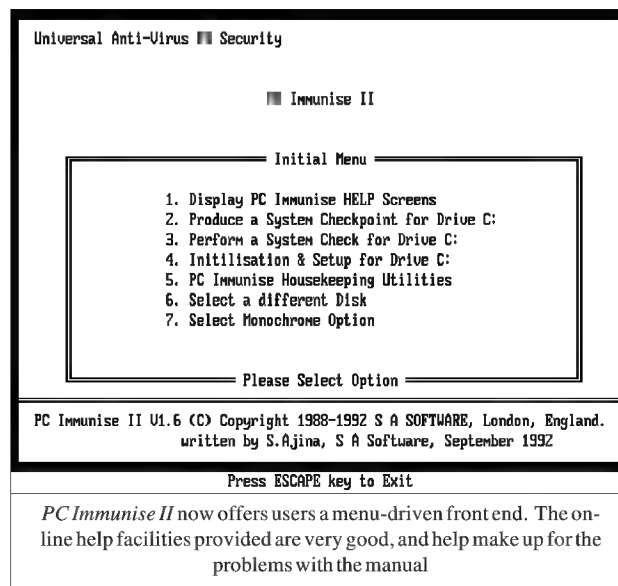 Universal Anti-Virus Security
Immunise II
Initial Menu
1. Display PC Immunise HELP Screens
2. Produce a System Checkpoint for Drive C:
3. Perform a System Check for Drive C:
4. Initilisation & Setup for Drive C:
5. PC Immunise Housekeeping Utilities
6. Select a different Disk
7. Select Monochrome Option
Please Select Option
PC Immunise II V1.6 (C) Copyright 1988-1992 S A SOFTWARE, London, England.
written by S.Ajina, S A Software, September 1992
Press ESCAPE key to Exit
PC Immunise II now offers users a menu-driven front end. The on-
line help facilities provided are very good, and help make up for the
problems with the manual